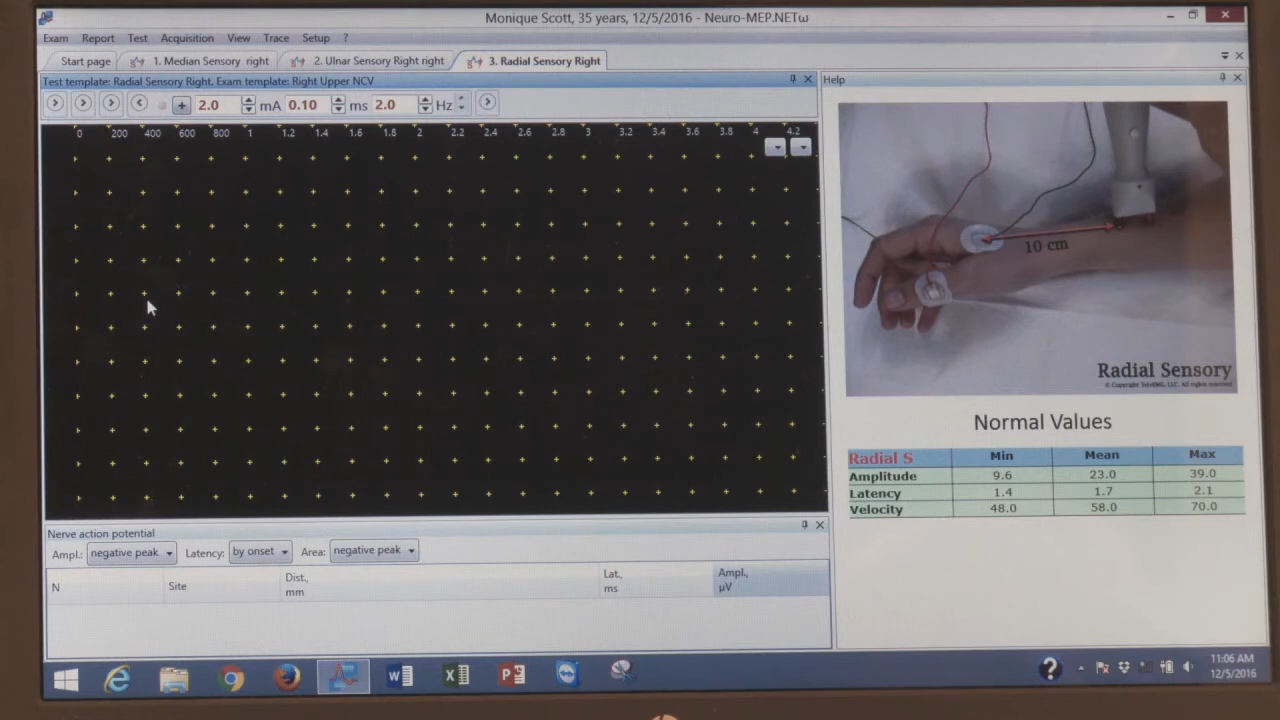 Monique Scott, 35 years, 12/5/2016 - Neuro-MEP.NETω
Exam Report Test Acquisition View Trace Setup ?
Start page 1. Median Sensory right 2. Ulnar Sensory Right right 3. Radial Sensory Right
Test template: Radial Sensory Right, Exam template: Right Upper NCV
Help
2.0 mA 0.10 ms 2.0 Hz
0 200 400 600 800 1 1.2 1.4 1.6 1.8 2 2.2 2.4 2.6 2.8 3 3.2 3.4 3.6 3.8 4 4.2
10 cm
Radial Sensory
© Copyright TeleEMG, LLC. All rights reserved
Normal Values
Radial S Min Mean Max
Amplitude 9.6 23.0 39.0
Latency 1.4 1.7 2.1
Velocity 48.0 58.0 70.0
Nerve action potential
Ampl.: negative peak Latency: by onset Area: negative peak
N Site Dist., mm Lat., ms Ampl., μV
11:06 AM
12/5/2016